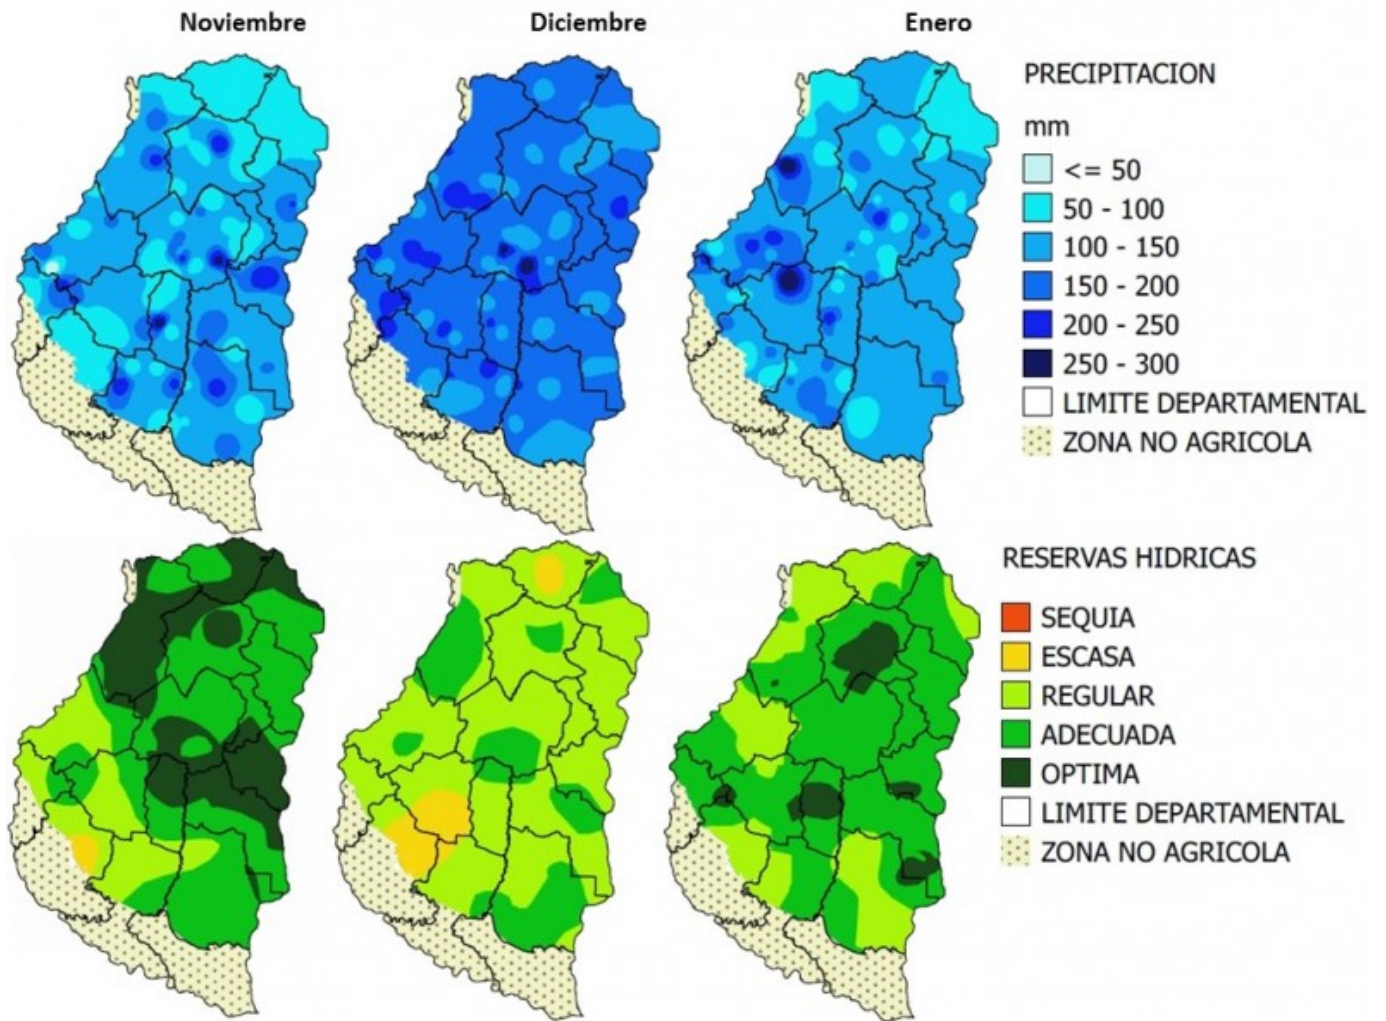 Noviembre
Diciembre
Enero
PRECIPITACION
mm
<= 50
50 - 100
100 - 150
150 - 200
200 - 250
250 - 300
LIMITE DEPARTAMENTAL
ZONA NO AGRICOLA
RESERVAS HIDRICAS
SEQUIA
ESCASA
REGULAR
ADECUADA
OPTIMA
LIMITE DEPARTAMENTAL
ZONA NO AGRICOLA